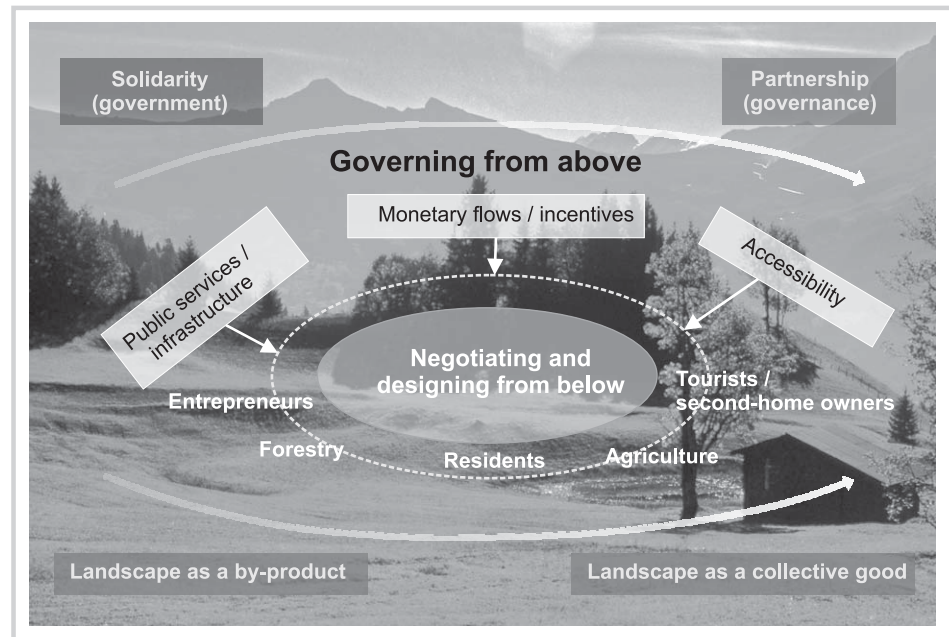 Solidarity
(government)
Partnership
(governance)
Governing from above
Monetary flows / incentives
Public services /
infrastructure
Accessibility
Negotiating and
designing from below
Entrepreneurs
Tourists /
second-home owners
Forestry
Residents
Agriculture
Landscape as a by-product
Landscape as a collective good